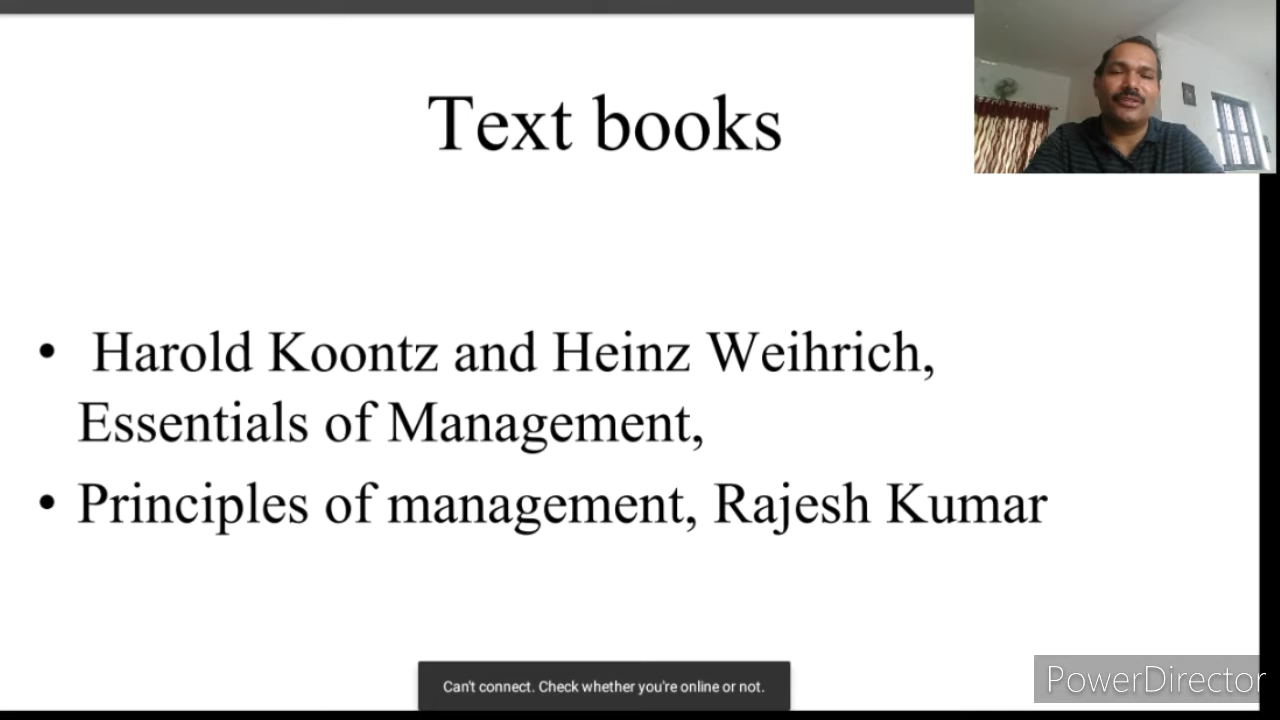 Text books
• Harold Koontz and Heinz Weihrich,
Essentials of Management,
• Principles of management, Rajesh Kumar
Can't connect. Check whether you're online or not.
PowerDirector